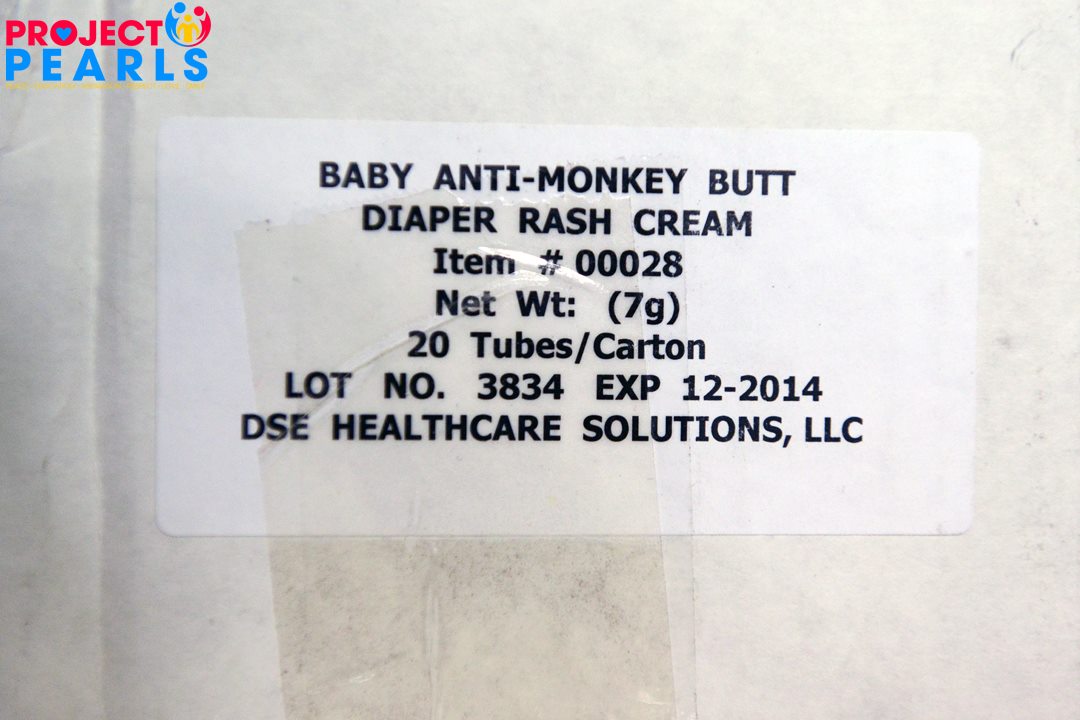 PROJECT
PEARLS
BABY ANTI-MONKEY BUTT
DIAPER RASH CREAM
Item # 00028
Net Wt: (7g)
20 Tubes/Carton
LOT NO. 3834 EXP 12-2014
DSE HEALTHCARE SOLUTIONS, LLC